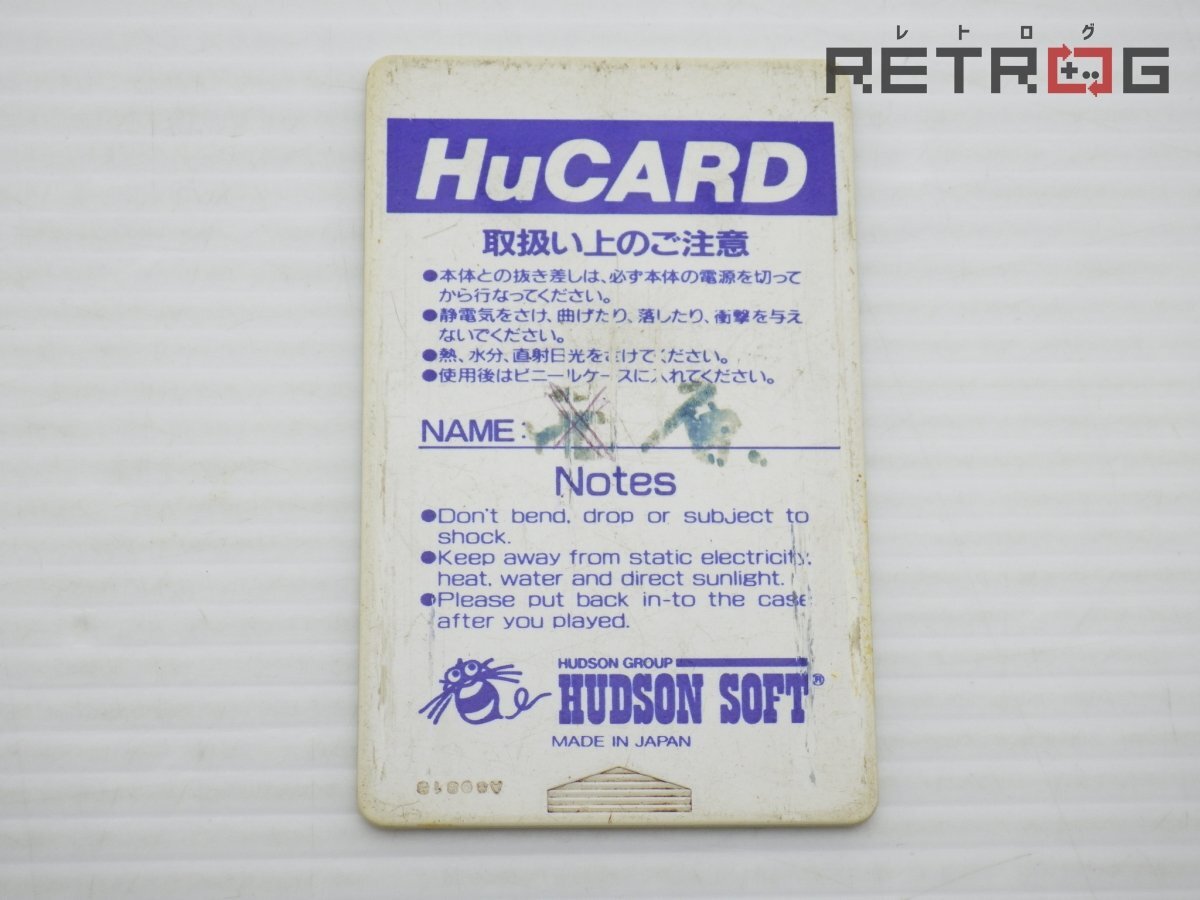 レトログ
RETROG
HuCARD
取扱い上のご注意
●本体との抜き差しは、必ず本体の電源を切って
から行なってください。
●静電気をさけ、曲げたり、落したり、衝撃を与え
ないでください。
●熱、水分、直射日光をさけてください。
●使用後はビニールケースに入れてください。
NAME:
Notes
●Don't bend, drop or subject to
shock.
●Keep away from static electricity,
heat, water and direct sunlight.
●Please put back in-to the case
after you played.
HUDSON GROUP
HUDSON SOFT®
MADE IN JAPAN